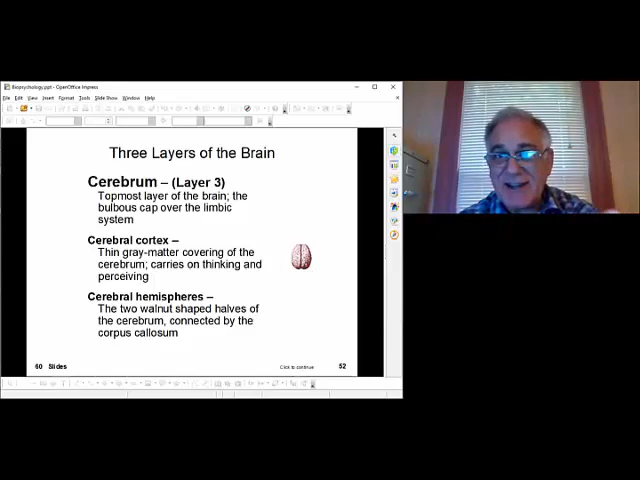 Biopsychology.ppt - OpenOffice Impress
File Edit View Insert Format Tools Slide Show Window Help
Three Layers of the Brain
Cerebrum – (Layer 3)
Topmost layer of the brain; the
bulbous cap over the limbic
system
Cerebral cortex –
Thin gray-matter covering of the
cerebrum; carries on thinking and
perceiving
Cerebral hemispheres –
The two walnut shaped halves of
the cerebrum, connected by the
corpus callosum
60 Slides
Click to continue
52